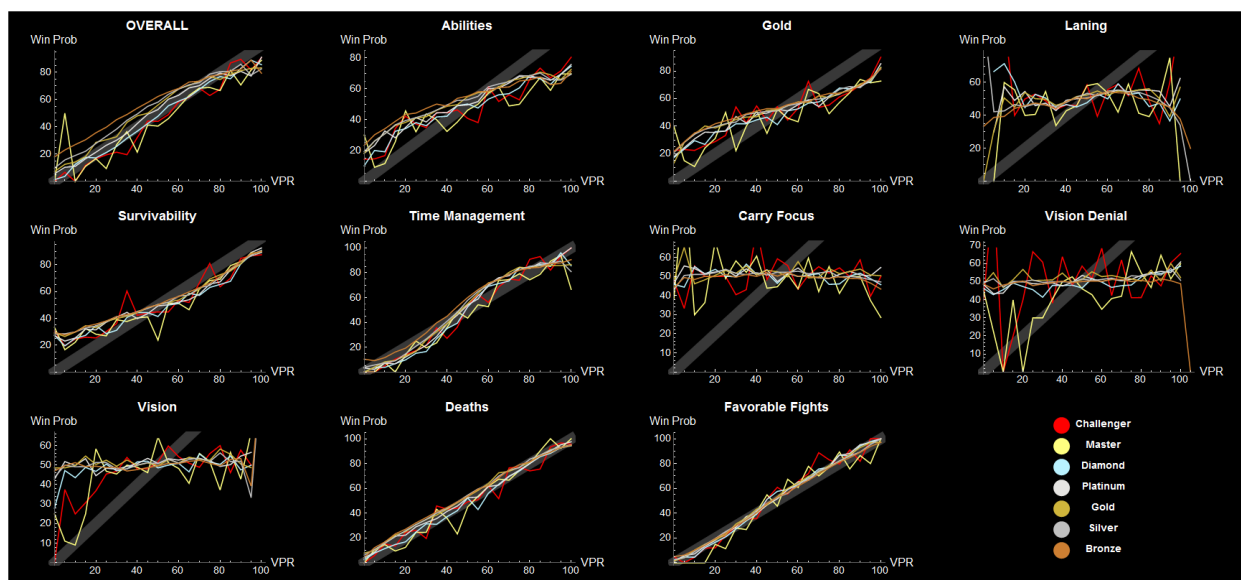 OVERALL
Win Prob
80
60
40
20
20 40 60 80 100 VPR
Abilities
Win Prob
80
60
40
20
20 40 60 80 100 VPR
Gold
Win Prob
80
60
40
20
20 40 60 80 100 VPR
Laning
Win Prob
60
40
20
20 40 60 80 100 VPR
Survivability
Win Prob
80
60
40
20
20 40 60 80 100 VPR
Time Management
Win Prob
100
80
60
40
20
0
20 40 60 80 100 VPR
Carry Focus
Win Prob
60
50
40
30
20
10
0
20 40 60 80 100 VPR
Vision Denial
Win Prob
70
60
50
40
30
20
10
0
20 40 60 80 100 VPR
Vision
Win Prob
60
50
40
30
20
10
0
20 40 60 80 100 VPR
Deaths
Win Prob
100
80
60
40
20
20 40 60 80 100 VPR
Favorable Fights
Win Prob
100
80
60
40
20
0
20 40 60 80 100 VPR
Challenger
Master
Diamond
Platinum
Gold
Silver
Bronze